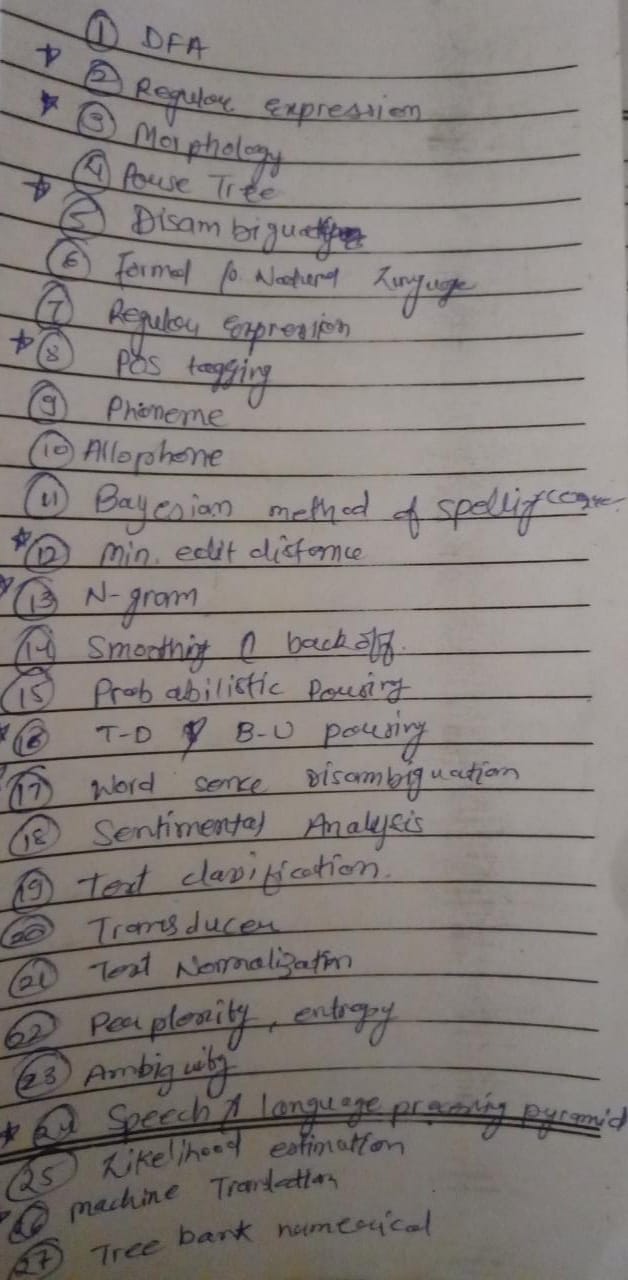 ① DFA
② Regular expression
③ Morphology
④ Parse Tree
⑤ Disambigua
⑥ Formal Natural Language
⑦ Regular Expression
⑧ POS tagging
⑨ Phoneme
⑩ Allophone
⑪ Bayesian method of spelling
⑫ Min. edit distance
⑬ N-gram
⑭ Smoothing backoff.
⑮ Probabilistic Parsing
⑯ T-D B-U parsing
⑰ Word sence Disambiguation
⑱ Sentimental Analysis
⑲ Text classification.
⑳ Transducer
㉑ Text Normalization
㉒ Perplexity, entropy
㉓ Ambiguity
㉔ Speech language processing pyramid
㉕ Likelihood estimation
㉖ machine Translation
㉗ Tree bank numerical